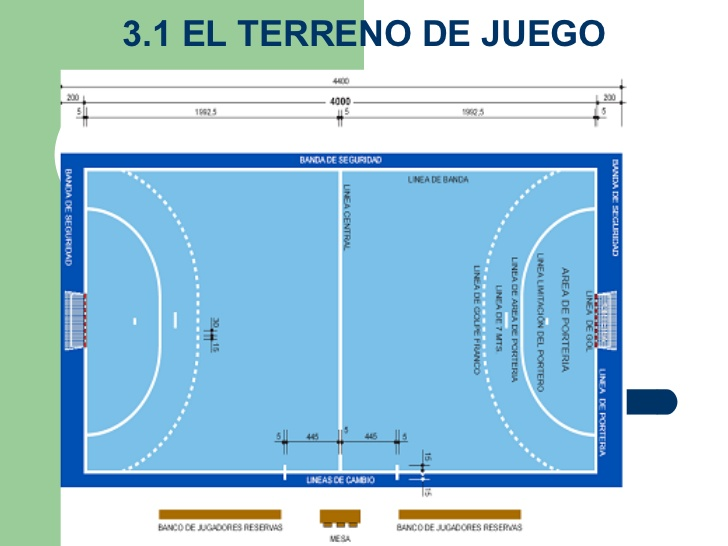 3.1 EL TERRENO DE JUEGO
4400
200 4000 200
5 1992,5 5 1992,5 5
BANDA DE SEGURIDAD
BANDA DE SEGURIDAD
BANDA DE SEGURIDAD
LINEA DE BANDA
LINEA CENTRAL
LINEA DE GOLPE FRANCO
LINEA DE 7 MTS
LINEA DE AREA DE PORTERIA
LINEA LIMITACIÓN DEL PORTERO
AREA DE PORTERIA
LINEA DE GOL
LINEA DE PORTERIA
30
15
5 445 5 445 5
15
15
LINEAS DE CAMBIO
BANCO DE JUGADORES RESERVAS
MESA
BANCO DE JUGADORES RESERVAS